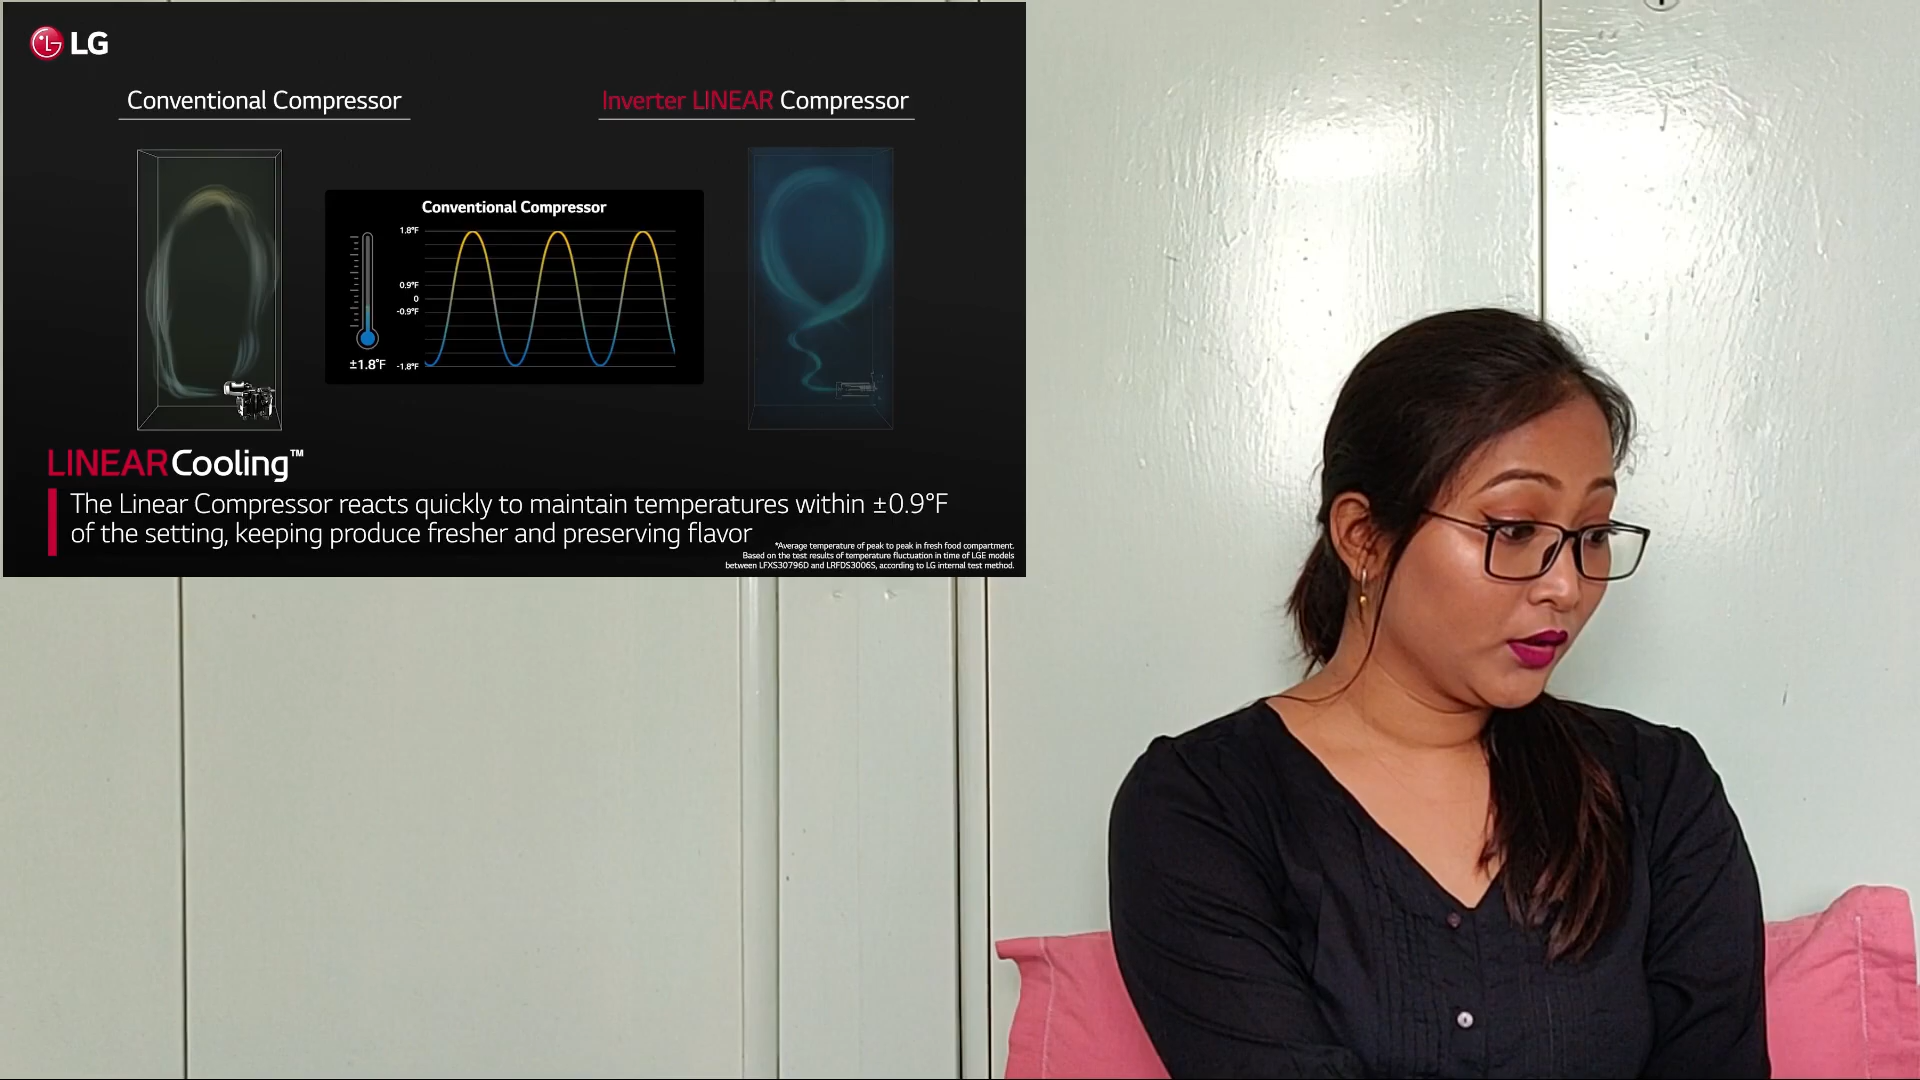 LG
Conventional Compressor
Inverter LINEAR Compressor
Conventional Compressor
1.8°F
0.9°F
0
-0.9°F
-1.8°F
±1.8°F
LINEAR Cooling™
The Linear Compressor reacts quickly to maintain temperatures within ±0.9°F
of the setting, keeping produce fresher and preserving flavor
*Average temperature of peak to peak in fresh food compartment.
Based on the test results of temperature fluctuation in time of LGE models
between LFXS30796D and LRFDS3006S, according to LG internal test method.